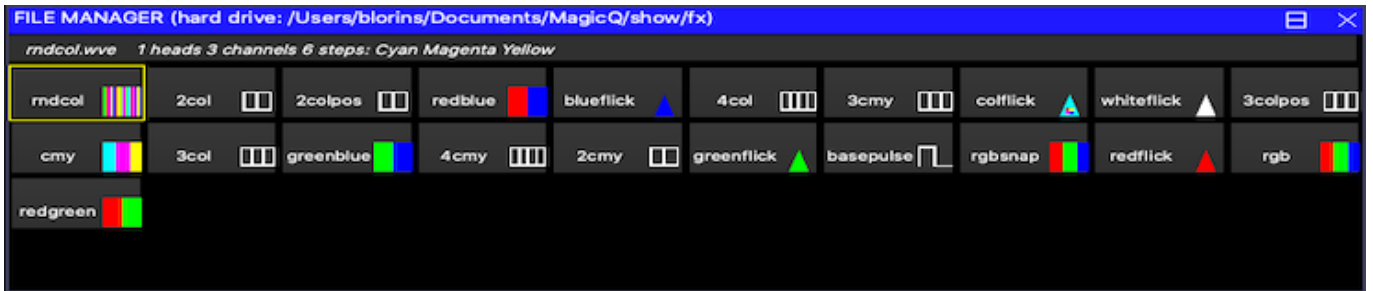 FILE MANAGER (hard drive: /Users/blorins/Documents/MagicQ/show/fx)
rndcol.wve 1 heads 3 channels 6 steps: Cyan Magenta Yellow
rndcol 2col 2colpos redblue blueflick 4col 3cmy colflick whiteflick 3colpos
cmy 3col greenblue 4cmy 2cmy greenflick basepulse rgbsnap redflick rgb
redgreen